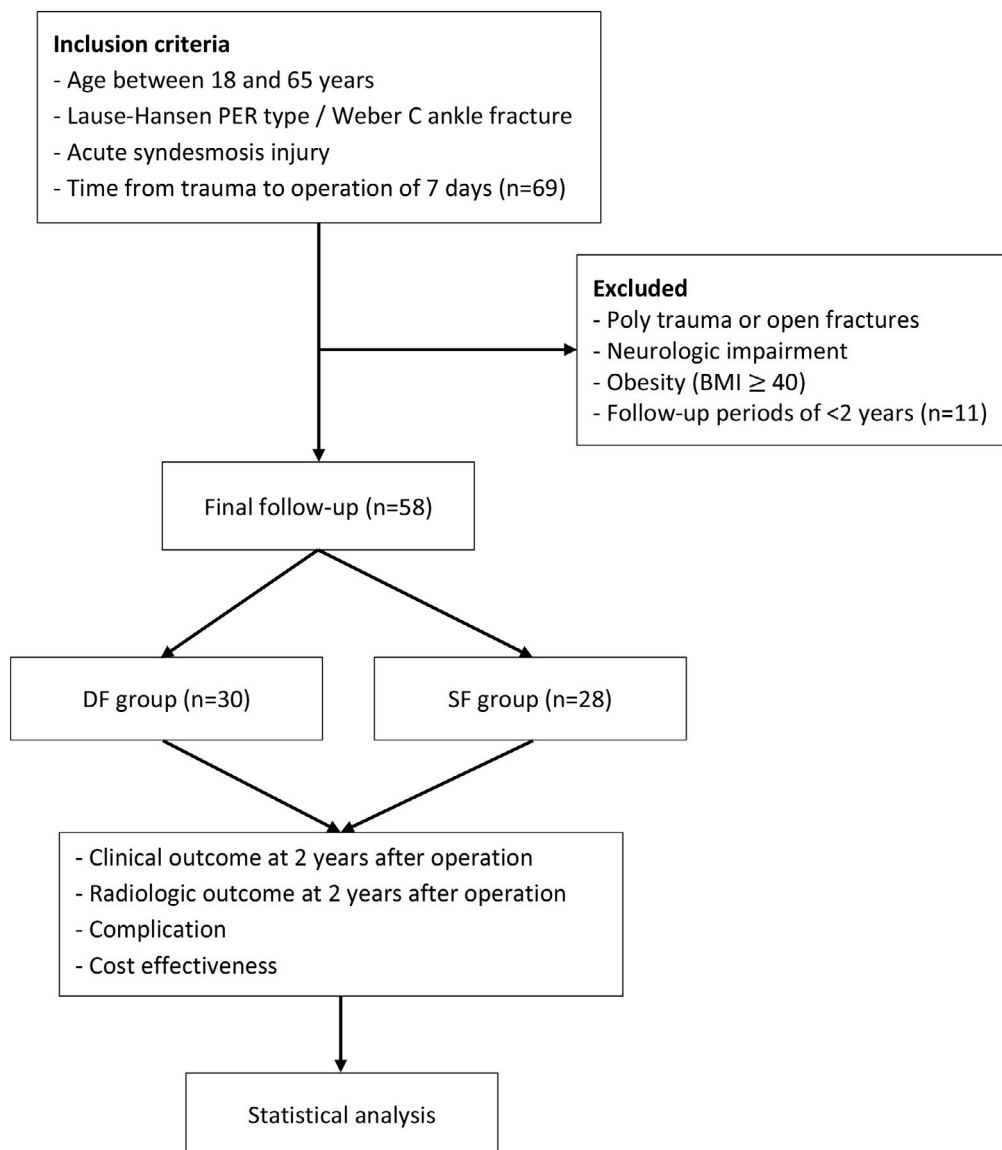 Inclusion criteria
- Age between 18 and 65 years
- Lause-Hansen PER type / Weber C ankle fracture
- Acute syndesmosis injury
- Time from trauma to operation of 7 days (n=69)
Excluded
- Poly trauma or open fractures
- Neurologic impairment
- Obesity (BMI ≥ 40)
- Follow-up periods of <2 years (n=11)
Final follow-up (n=58)
DF group (n=30)
SF group (n=28)
- Clinical outcome at 2 years after operation
- Radiologic outcome at 2 years after operation
- Complication
- Cost effectiveness
Statistical analysis